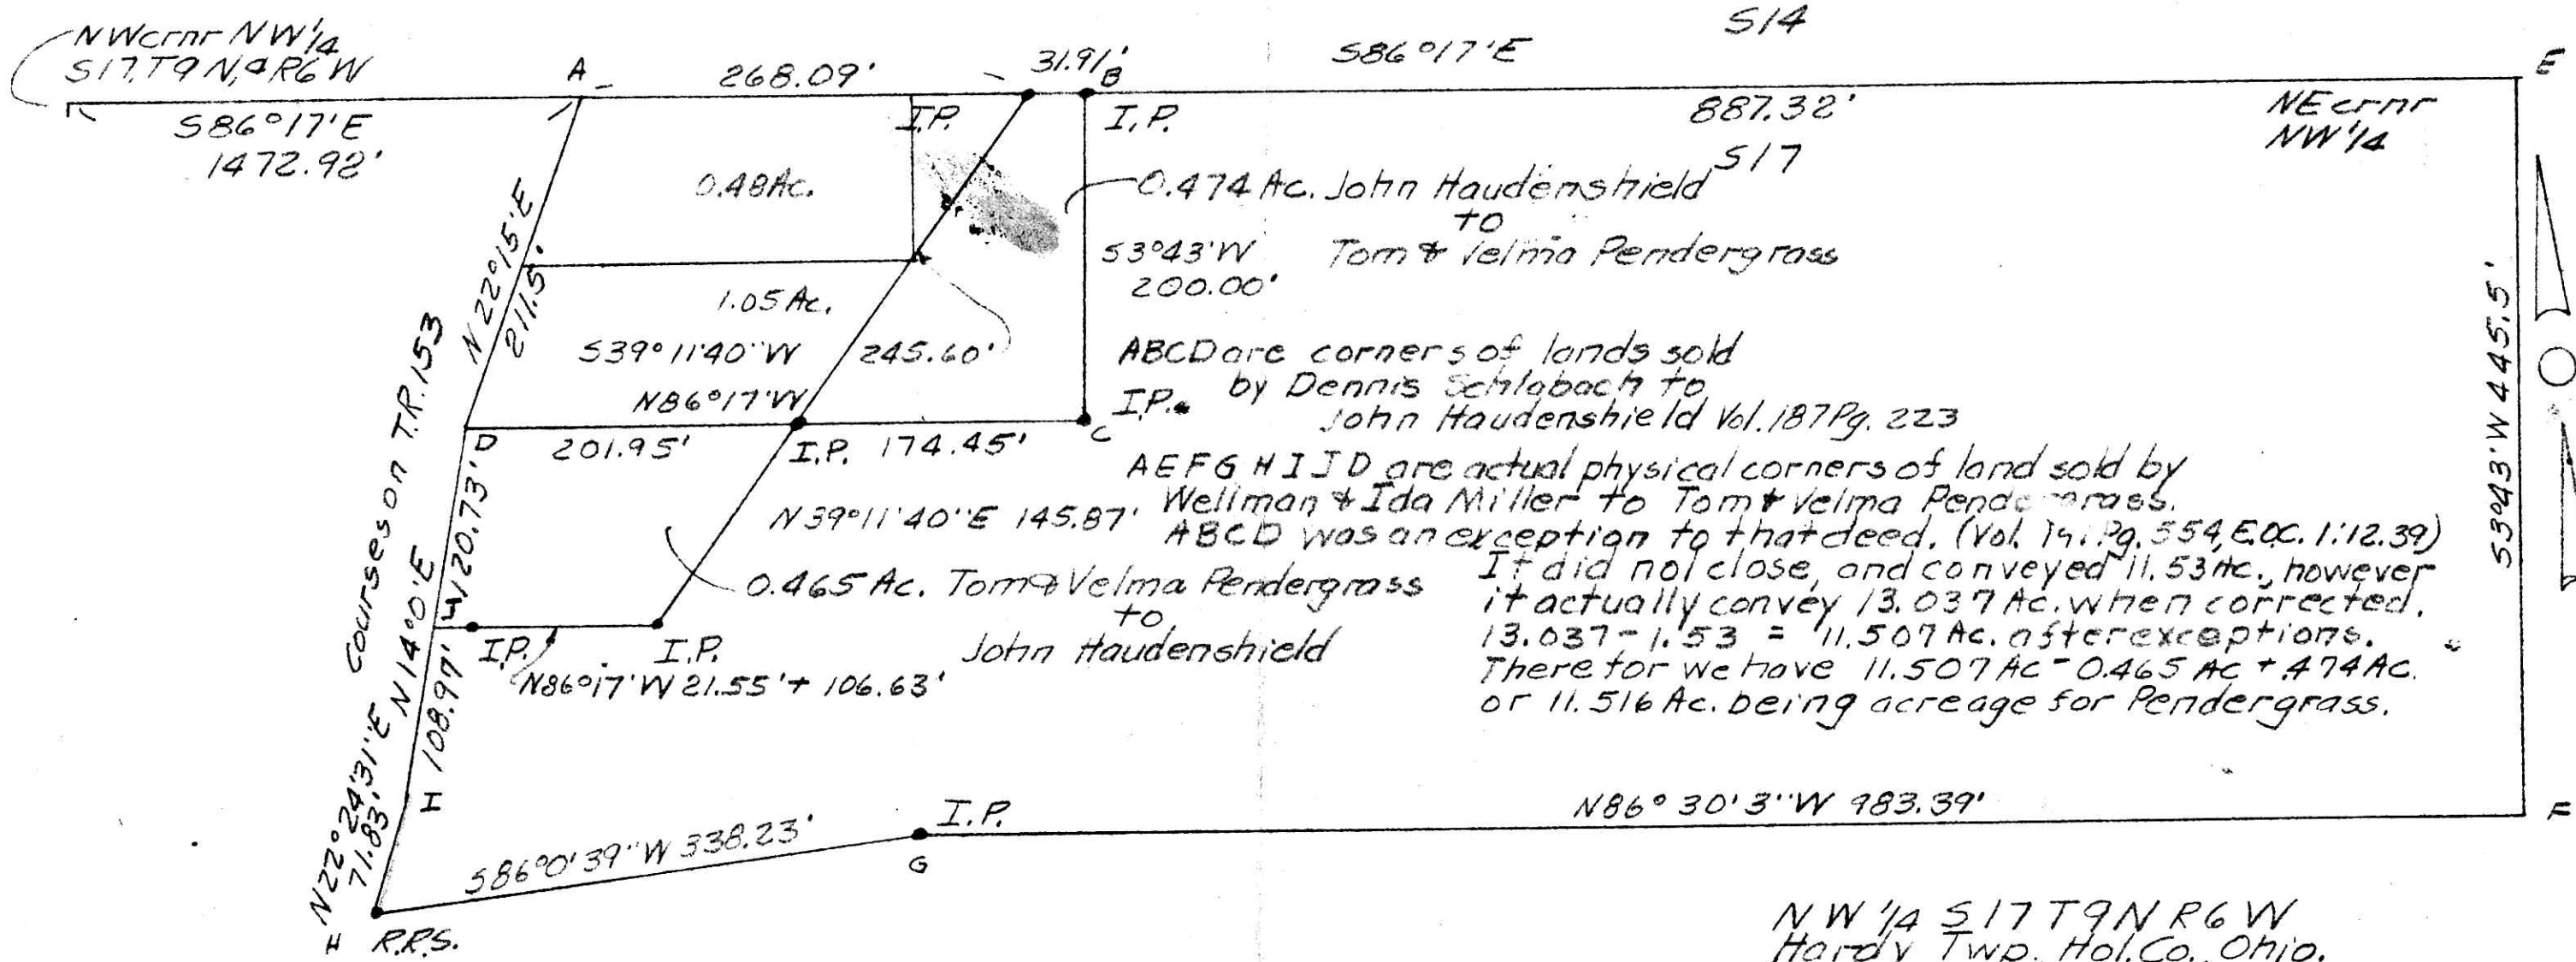 NWcrnr NW1/4
S17,T9N,&R6W
S86°17'E
1472.92'
A
268.09'
31.91'
B
S86°17'E
S14
E
887.32'
S17
NEcrnr
NW1/4
I.P.
I.P.
0.48Ac.
N22°15'E
211.5'
1.05Ac.
S39°11'40"W 245.60'
N86°17'W
0.474 Ac. John Haudenshield
to
Tom & Velma Pendergrass
S3°43'W
200.00'
ABCD are corners of lands sold
by Dennis Schlabach to
John Haudenshield Vol.187Pg.223
I.P.
C
D
201.95'
I.P.
174.45'
S3°43'W 445.5'
AEFGHIJD are actual physical corners of land sold by
Wellman & Ida Miller to Tom & Velma Pendergrass.
ABCD was an exception to that deed. (Vol. Pg. 554, 1:12.39)
It did not close, and conveyed 11.53Ac., however
it actually convey 13.037 Ac. when corrected.
13.037-1.53 = 11.507 Ac. after exceptions.
There for we have 11.507 Ac-0.465 Ac +.474AC.
or 11.516 Ac. being acreage for Pendergrass.
N39°11'40"E 145.87'
Courses on T.R.153
N14°0'E
120.73'
J
0.465 Ac. Tom & Velma Pendergrass
to
John Haudenshield
I.P.
I.P.
N86°17'W 21.55'+ 106.63'
108.97'
I
N22°24'31"E
71.83'
H
R.R.S.
S86°0'39"W 338.23'
G
I.P.
N86°30'3"W 983.39'
F
NW1/4 S17 T9N R6W
Hardy Twp. Hol.Co. Ohio.